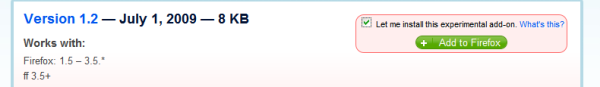 Version 1.2 — July 1, 2009 — 8 KB
Let me install this experimental add-on. What's this?
Add to Firefox
Works with:
Firefox: 1.5 – 3.5.*
ff 3.5+